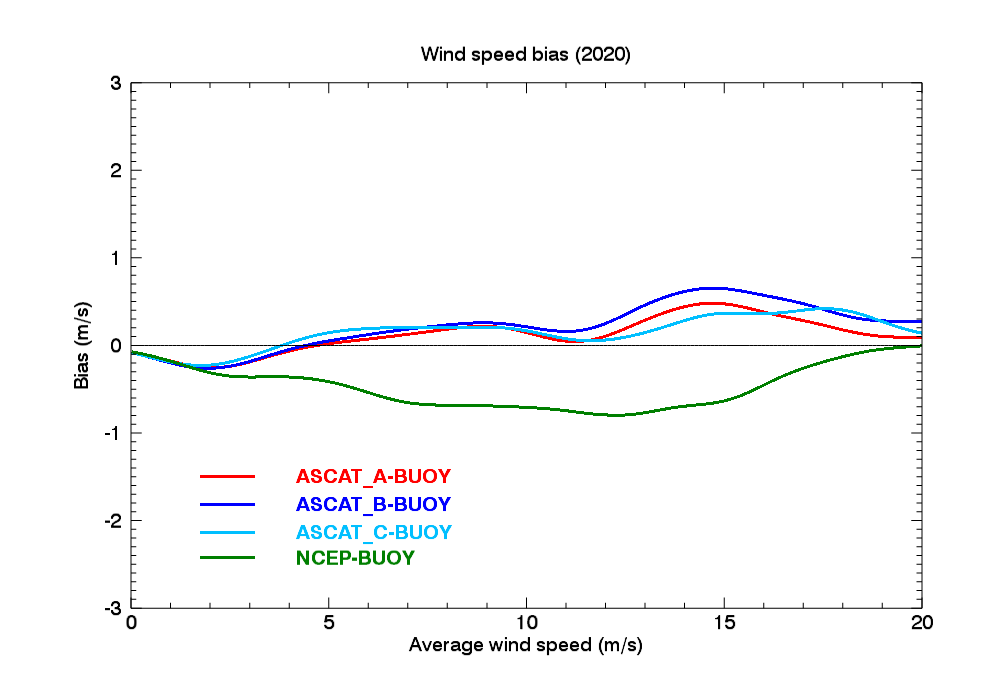 Wind speed bias (2020)
3
2
1
0
-1
-2
-3
Bias (m/s)
ASCAT_A-BUOY
ASCAT_B-BUOY
ASCAT_C-BUOY
NCEP-BUOY
0 5 10 15 20
Average wind speed (m/s)